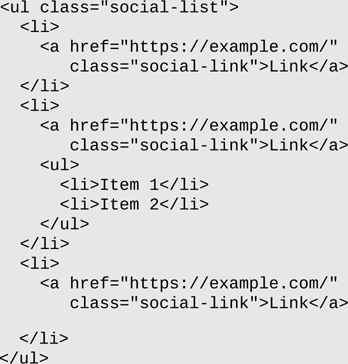 <ul class="social-list">
  <li>
    <a href="https://example.com/"
       class="social-link">Link</a>
  </li>
  <li>
    <a href="https://example.com/"
       class="social-link">Link</a>
    <ul>
      <li>Item 1</li>
      <li>Item 2</li>
    </ul>
  </li>
  <li>
    <a href="https://example.com/"
       class="social-link">Link</a>

  </li>
</ul>